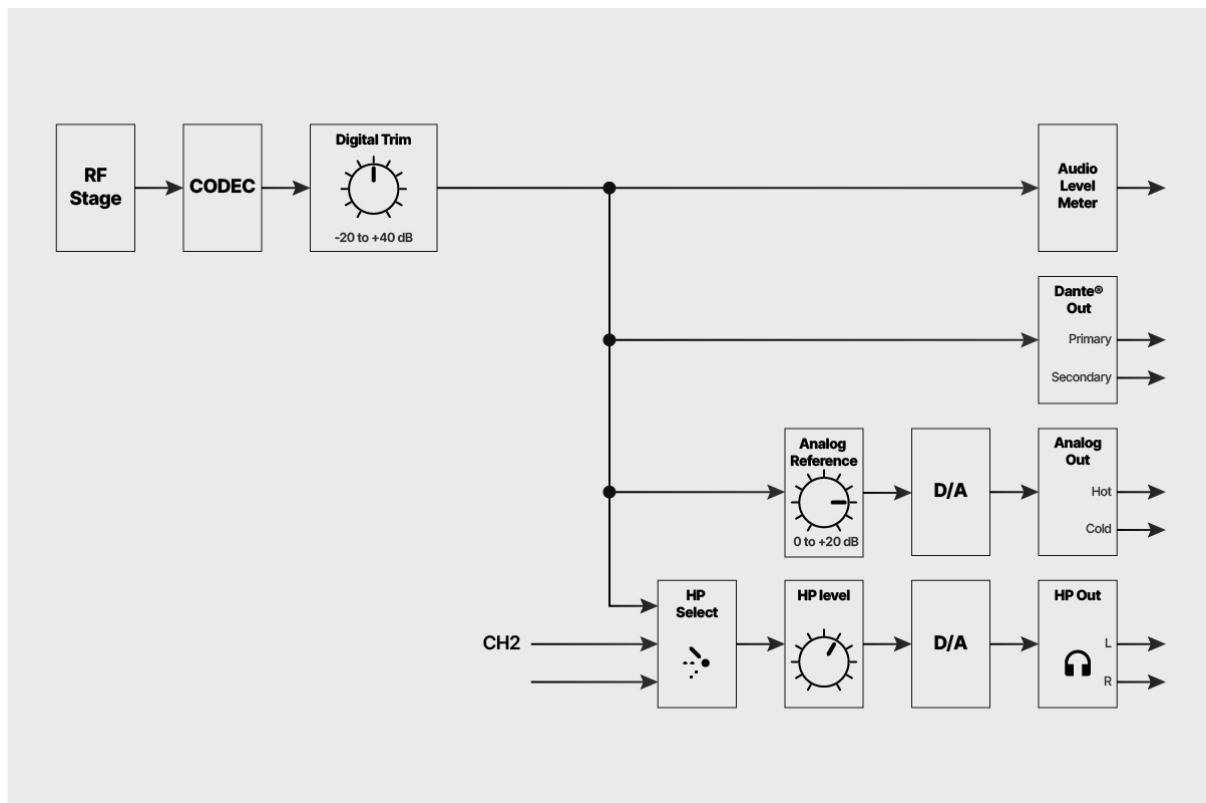 RF
Stage
CODEC
Digital Trim
-20 to +40 dB
Audio
Level
Meter
Dante®
Out
Primary
Secondary
Analog
Reference
0 to +20 dB
D/A
Analog
Out
Hot
Cold
CH2
HP
Select
HP level
D/A
HP Out
L
R